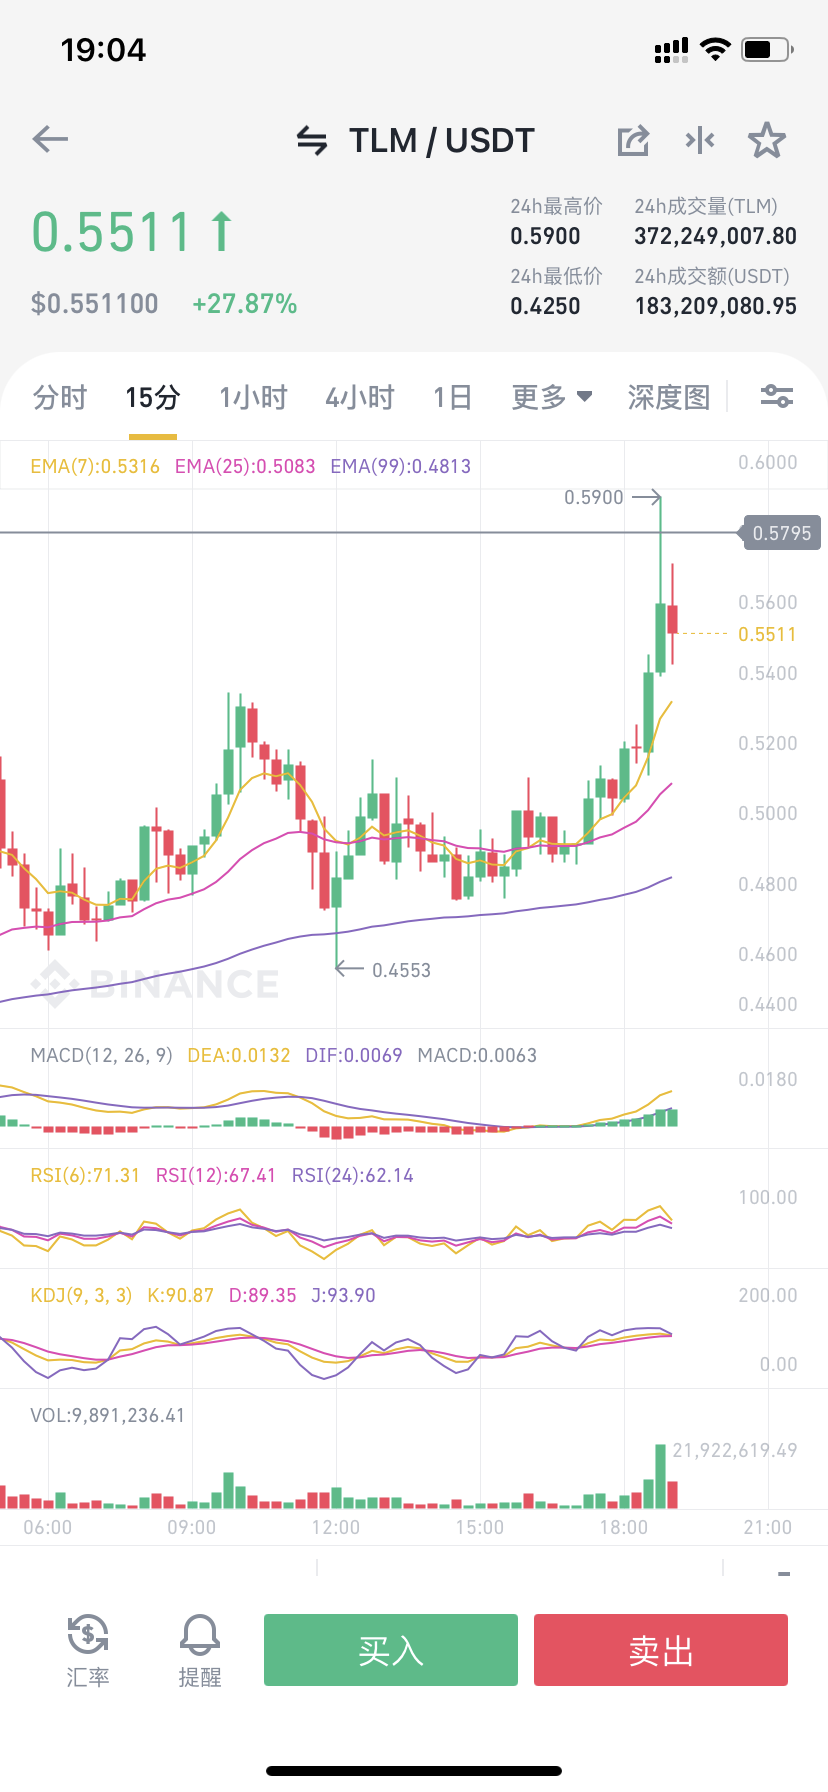 19:04
TLM / USDT
0.5511
24h最高价
24h成交量(TLM)
0.5900
372,249,007.80
24h最低价
24h成交额(USDT)
$0.551100 +27.87%
0.4250
183,209,080.95
分时 15分 1小时 4小时 1日 更多 深度图
EMA(7):0.5316 EMA(25):0.5083 EMA(99):0.4813
0.6000
0.5900
0.5795
0.5600
0.5511
0.5400
0.5200
0.5000
0.4800
0.4600
0.4553
BINANCE
0.4400
MACD(12, 26, 9) DEA:0.0132 DIF:0.0069 MACD:0.0063
0.0180
RSI(6):71.31 RSI(12):67.41 RSI(24):62.14
100.00
KDJ(9, 3, 3) K:90.87 D:89.35 J:93.90
200.00
0.00
VOL:9,891,236.41
21,922,619.49
06:00 09:00 12:00 15:00 18:00 21:00
汇率
提醒
买入
卖出